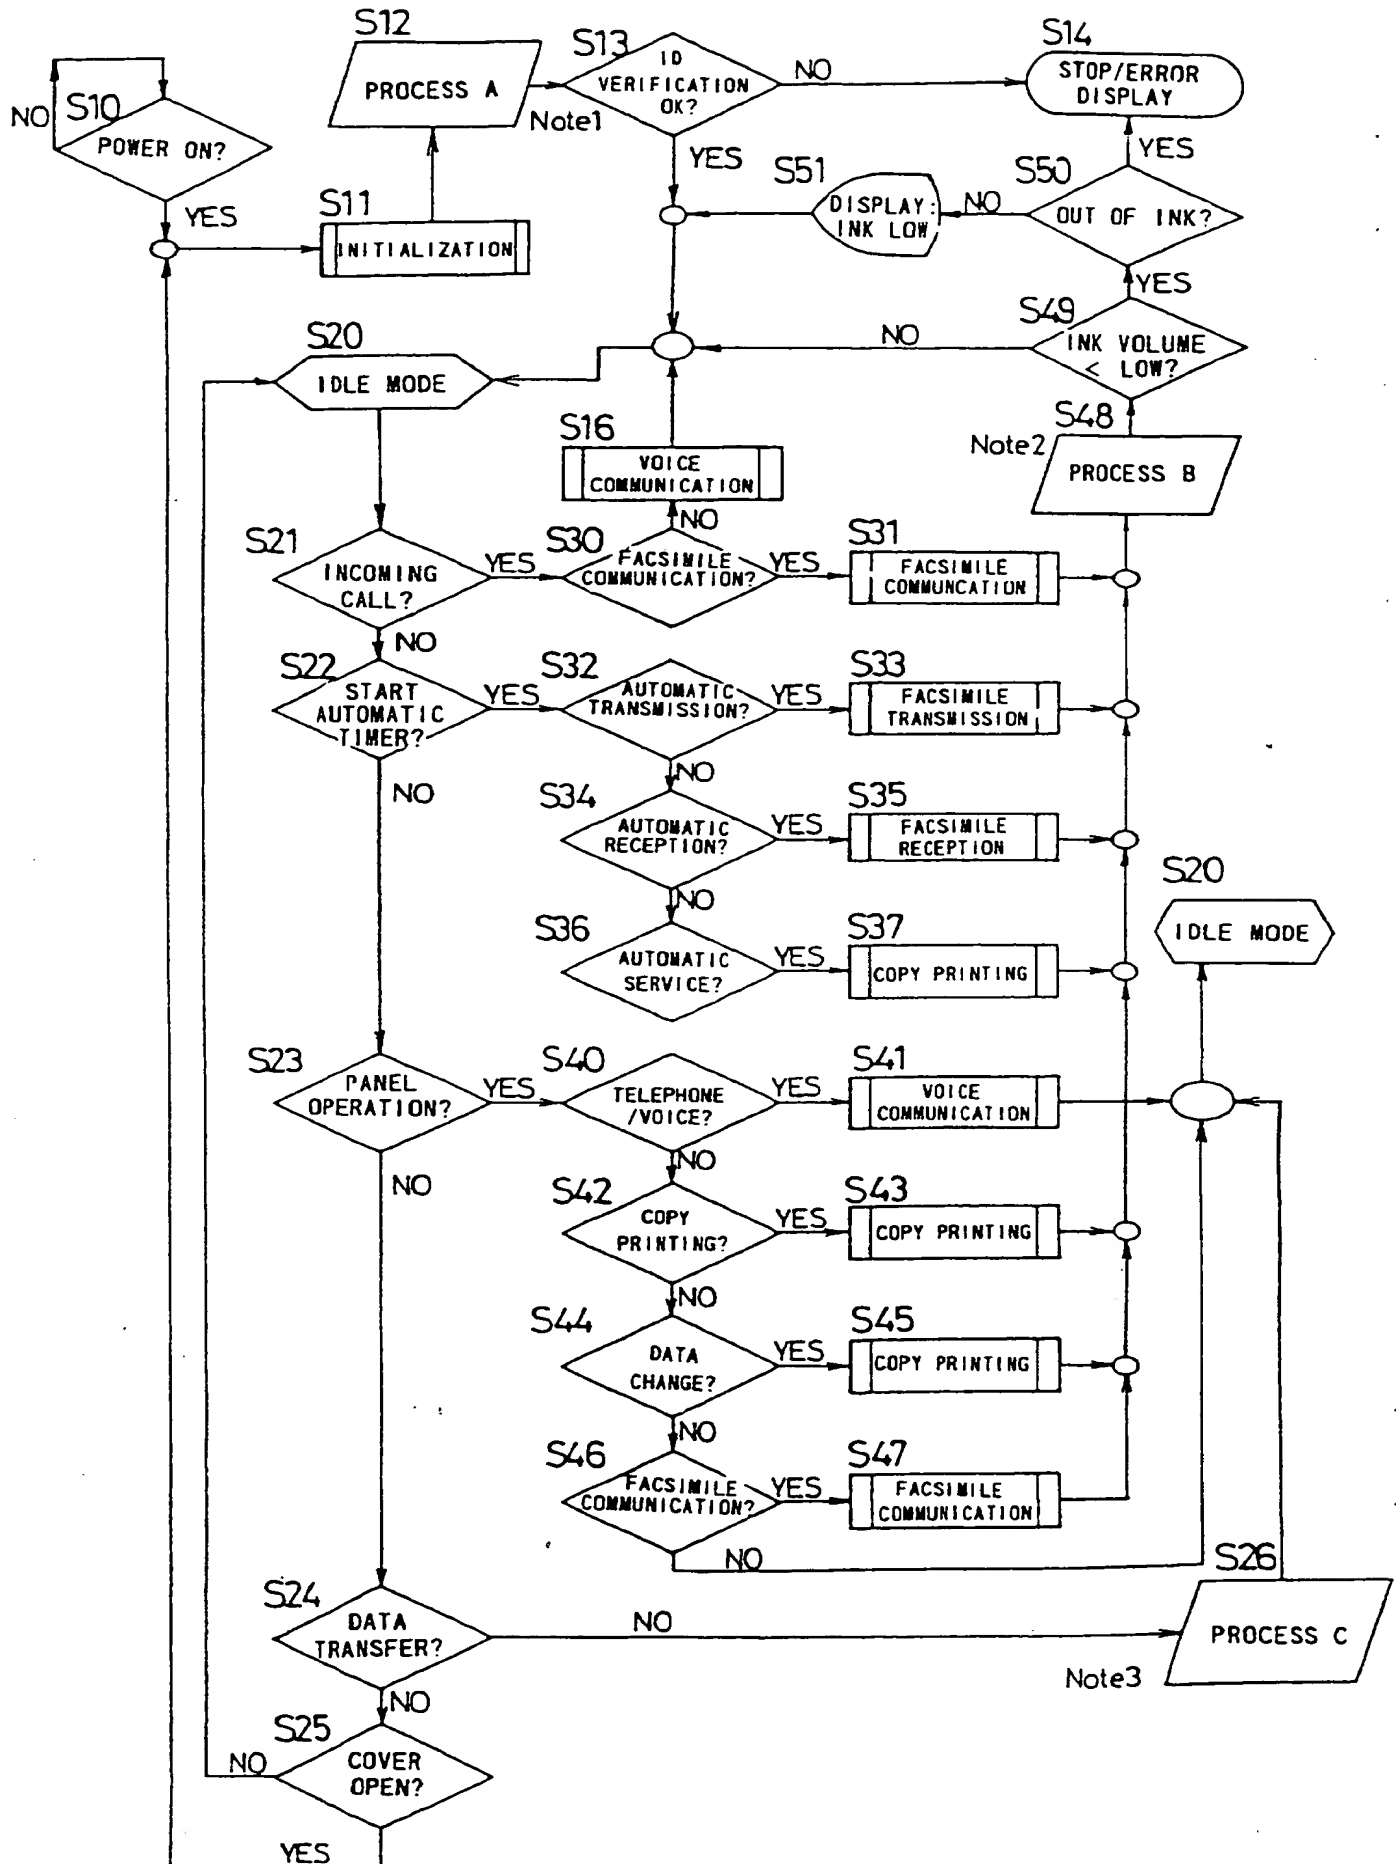 S12
PROCESS A
Note1
S13
ID
VERIFICATION
OK?
NO
YES
S14
STOP/ERROR
DISPLAY
YES
S10
NO
POWER ON?
YES
S11
INITIALIZATION
S51
DISPLAY:
INK LOW
NO
S50
OUT OF INK?
YES
S49
INK VOLUME
< LOW?
NO
S48
Note2
PROCESS B
S20
IDLE MODE
S16
VOICE
COMMUNICATION
NO
S21
INCOMING
CALL?
YES
NO
S30
FACSIMILE
COMMUNICATION?
YES
S31
FACSIMILE
COMMUNCATION
S22
START
AUTOMATIC
TIMER?
YES
NO
S32
AUTOMATIC
TRANSMISSION?
YES
NO
S33
FACSIMILE
TRANSMISSION
S34
AUTOMATIC
RECEPTION?
YES
NO
S35
FACSIMILE
RECEPTION
S36
AUTOMATIC
SERVICE?
YES
S37
COPY PRINTING
S20
IDLE MODE
S23
PANEL
OPERATION?
YES
NO
S40
TELEPHONE
/VOICE?
YES
NO
S41
VOICE
COMMUNICATION
S42
COPY
PRINTING?
YES
NO
S43
COPY PRINTING
S44
DATA
CHANGE?
YES
NO
S45
COPY PRINTING
S46
FACSIMILE
COMMUNICATION?
YES
NO
S47
FACSIMILE
COMMUNICATION
S24
DATA
TRANSFER?
NO
NO
S26
PROCESS C
Note3
S25
COVER
OPEN?
NO
YES